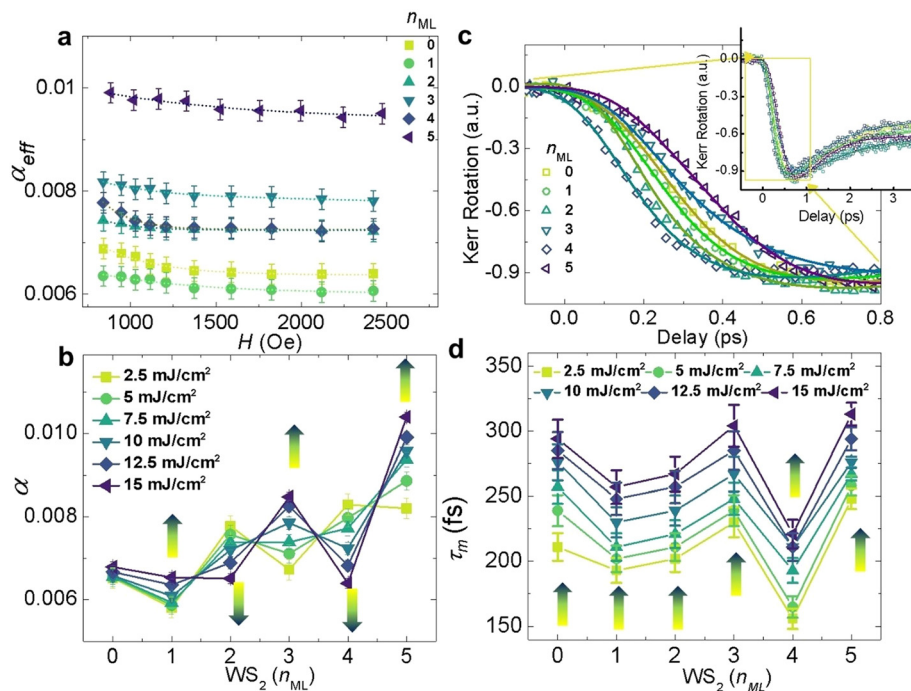 a
n_ML
0
1
2
3
4
5
0.01
0.008
0.006
α_eff
1000
1500
2000
2500
H (Oe)
c
0.0
-0.3
-0.6
-0.9
Kerr Rotation (a.u.)
n_ML
0
1
2
3
4
5
0.0
0.2
0.4
0.6
0.8
Delay (ps)
0.0
-0.3
-0.6
-0.9
Kerr Rotation (a.u.)
0
1
2
3
Delay (ps)
b
2.5 mJ/cm²
5 mJ/cm²
7.5 mJ/cm²
10 mJ/cm²
12.5 mJ/cm²
15 mJ/cm²
0.010
0.008
0.006
α
0
1
2
3
4
5
WS₂ (n_ML)
d
2.5 mJ/cm² 5 mJ/cm² 7.5 mJ/cm²
10 mJ/cm² 12.5 mJ/cm² 15 mJ/cm²
350
300
250
200
150
τ_m (fs)
0
1
2
3
4
5
WS₂ (n_ML)